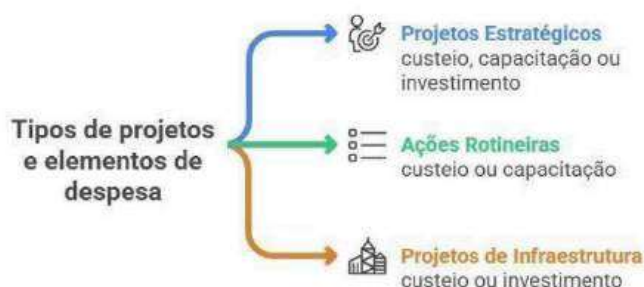 Tipos de projetos
e elementos de
despesa
Projetos Estratégicos
custeio, capacitação ou
investimento
Ações Rotineiras
custeio ou capacitação
Projetos de Infraestrutura
custeio ou investimento